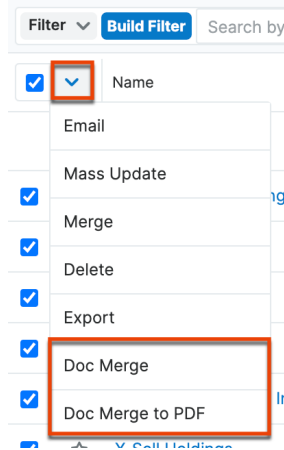 Filter Build Filter Search by
Name
Email
Mass Update
ng
Merge
Delete
Export
Doc Merge
Doc Merge to PDF
X-Sell Holdings